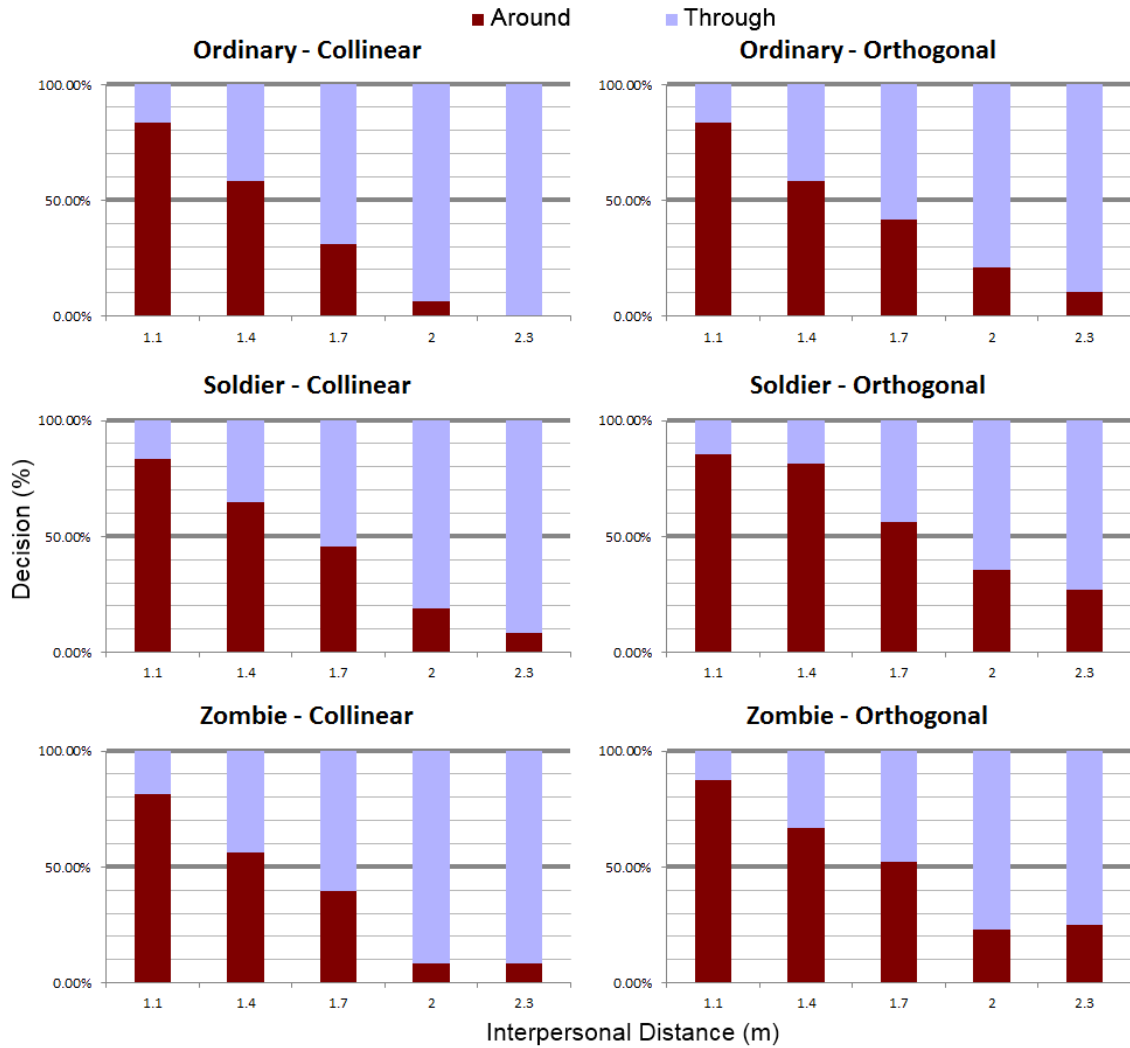 Around Through
Ordinary - Collinear
100.00%
50.00%
0.00%
1.1 1.4 1.7 2 2.3
Ordinary - Orthogonal
100.00%
50.00%
0.00%
1.1 1.4 1.7 2 2.3
Decision (%)
Soldier - Collinear
100.00%
50.00%
0.00%
1.1 1.4 1.7 2 2.3
Soldier - Orthogonal
100.00%
50.00%
0.00%
1.1 1.4 1.7 2 2.3
Zombie - Collinear
100.00%
50.00%
0.00%
1.1 1.4 1.7 2 2.3
Zombie - Orthogonal
100.00%
50.00%
0.00%
1.1 1.4 1.7 2 2.3
Interpersonal Distance (m)